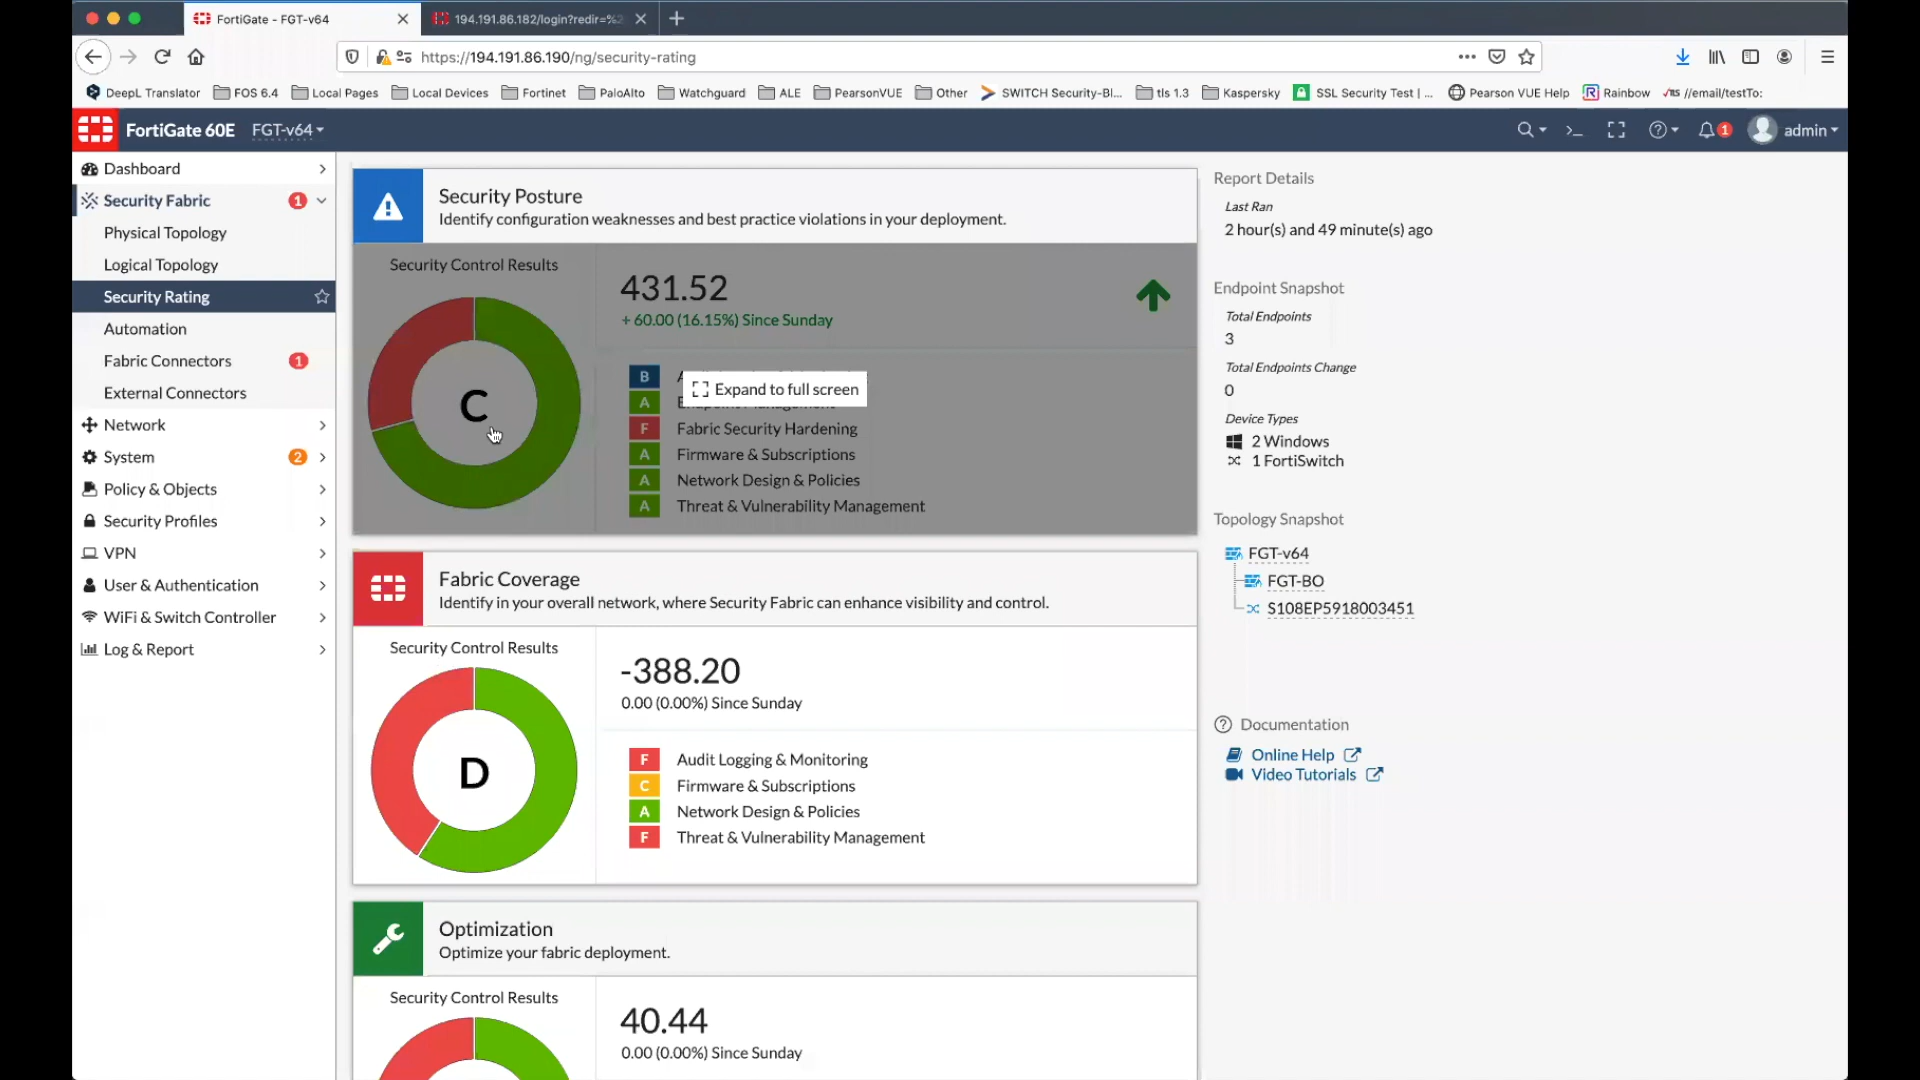 FortiGate - FGT-v64
194.191.86.182/login?redir=%2
https://194.191.86.190/ng/security-rating
DeepL Translator
FOS 6.4
Local Pages
Local Devices
Fortinet
PaloAlto
Watchguard
ALE
PearsonVUE
Other
SWITCH Security-Bl...
tls 1.3
Kaspersky
SSL Security Test | ...
Pearson VUE Help
Rainbow
//email/testTo:
FortiGate 60E
FGT-v64
1
admin
Dashboard
Security Fabric
1
Physical Topology
Logical Topology
Security Rating
Automation
Fabric Connectors
1
External Connectors
Network
System
2
Policy & Objects
Security Profiles
VPN
User & Authentication
WiFi & Switch Controller
Log & Report
Security Posture
Identify configuration weaknesses and best practice violations in your deployment.
Security Control Results
C
431.52
+ 60.00 (16.15%) Since Sunday
B
Expand to full screen
A
F Fabric Security Hardening
A Firmware & Subscriptions
A Network Design & Policies
A Threat & Vulnerability Management
Fabric Coverage
Identify in your overall network, where Security Fabric can enhance visibility and control.
Security Control Results
D
-388.20
0.00 (0.00%) Since Sunday
F Audit Logging & Monitoring
C Firmware & Subscriptions
A Network Design & Policies
F Threat & Vulnerability Management
Optimization
Optimize your fabric deployment.
Security Control Results
40.44
0.00 (0.00%) Since Sunday
Report Details
Last Ran
2 hour(s) and 49 minute(s) ago
Endpoint Snapshot
Total Endpoints
3
Total Endpoints Change
0
Device Types
2 Windows
1 FortiSwitch
Topology Snapshot
FGT-v64
FGT-BO
S108EP5918003451
Documentation
Online Help
Video Tutorials